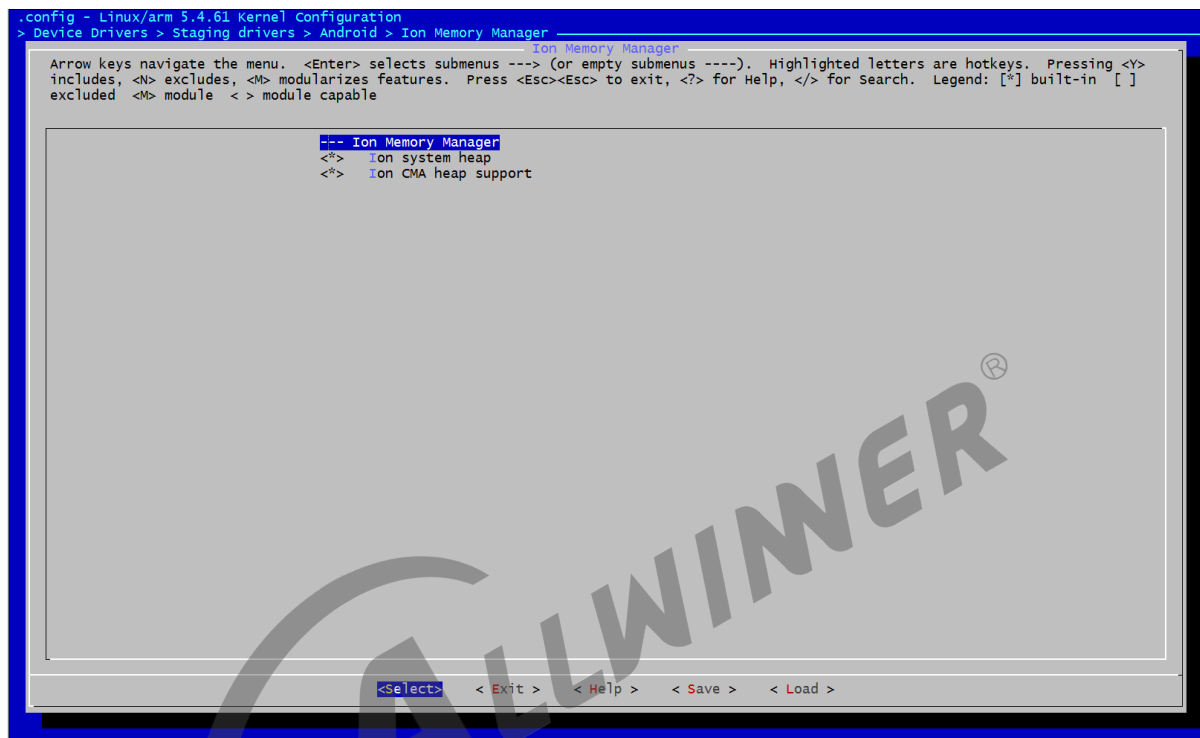 .config - Linux/arm 5.4.61 Kernel Configuration
> Device Drivers > Staging drivers > Android > Ion Memory Manager
Ion Memory Manager
Arrow keys navigate the menu.  <Enter> selects submenus ---> (or empty submenus ----).  Highlighted letters are hotkeys.  Pressing <Y>
includes, <N> excludes, <M> modularizes features.  Press <Esc><Esc> to exit, <?> for Help, </> for Search.  Legend: [*] built-in  [ ]
excluded  <M> module  < > module capable
--- Ion Memory Manager
<*>   Ion system heap
<*>   Ion CMA heap support
ALLWINNER®
<Select>    < Exit >    < Help >    < Save >    < Load >